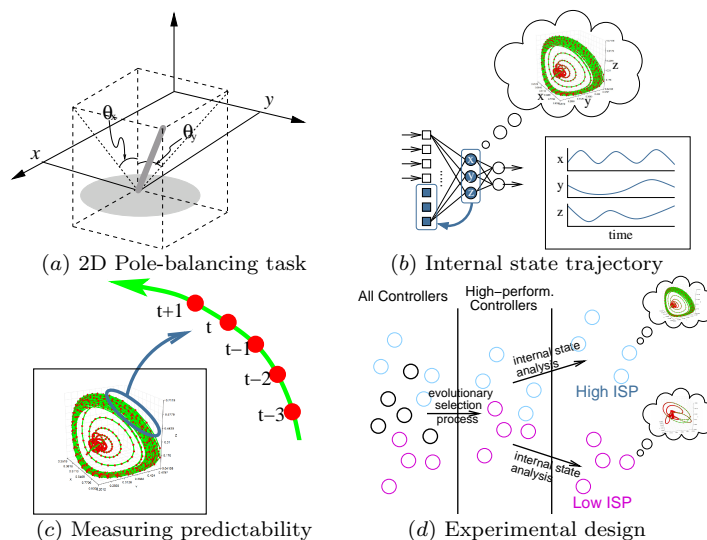 θx
θy
y
x
(a) 2D Pole-balancing task
z
x
y
x
y
z
x
y
z
time
(b) Internal state trajectory
t+1
t
t−1
t−2
t−3
(c) Measuring predictability
All Controllers
High−perform.
Controllers
evolutionary
selection
process
internal state
analysis
High ISP
internal state
analysis
Low ISP
(d) Experimental design